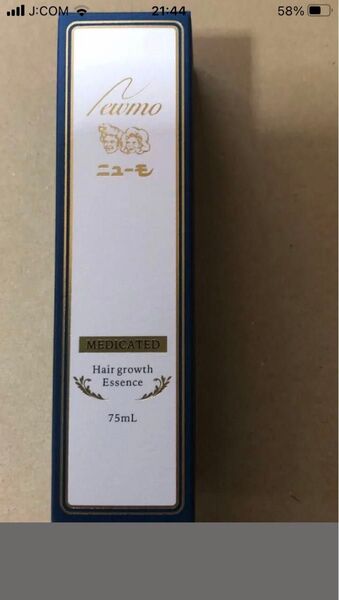 J:COM 21:44 58%
Newmo
ニューモ
MEDICATED
Hair growth
Essence
75mL